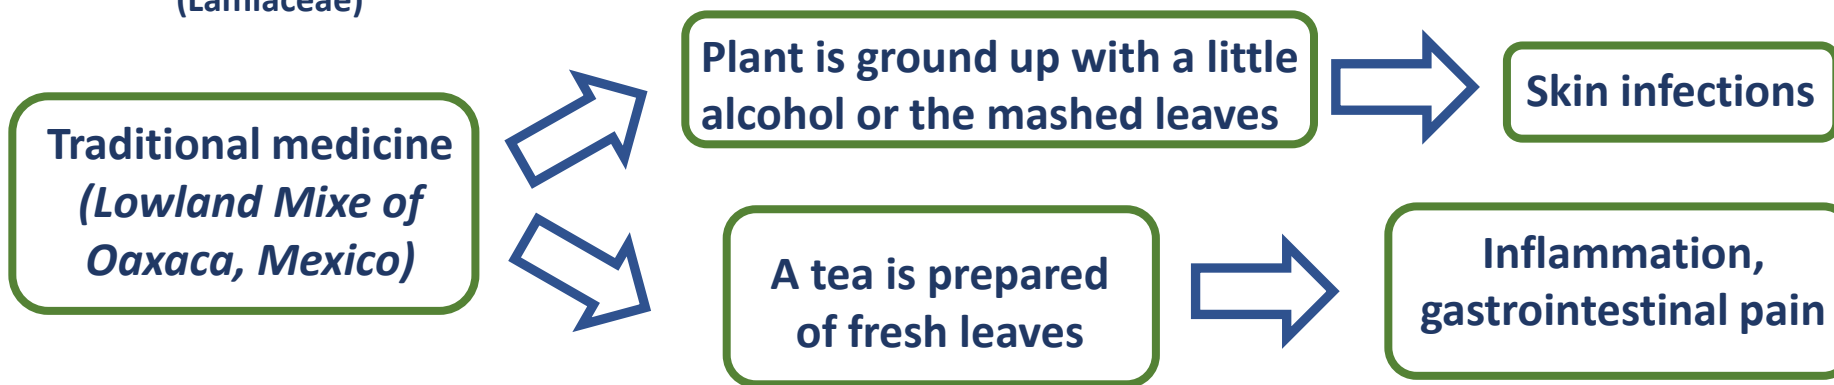 (Lamiaceae)
Traditional medicine
(Lowland Mixe of
Oaxaca, Mexico)
Plant is ground up with a little
alcohol or the mashed leaves
Skin infections
A tea is prepared
of fresh leaves
Inflammation,
gastrointestinal pain